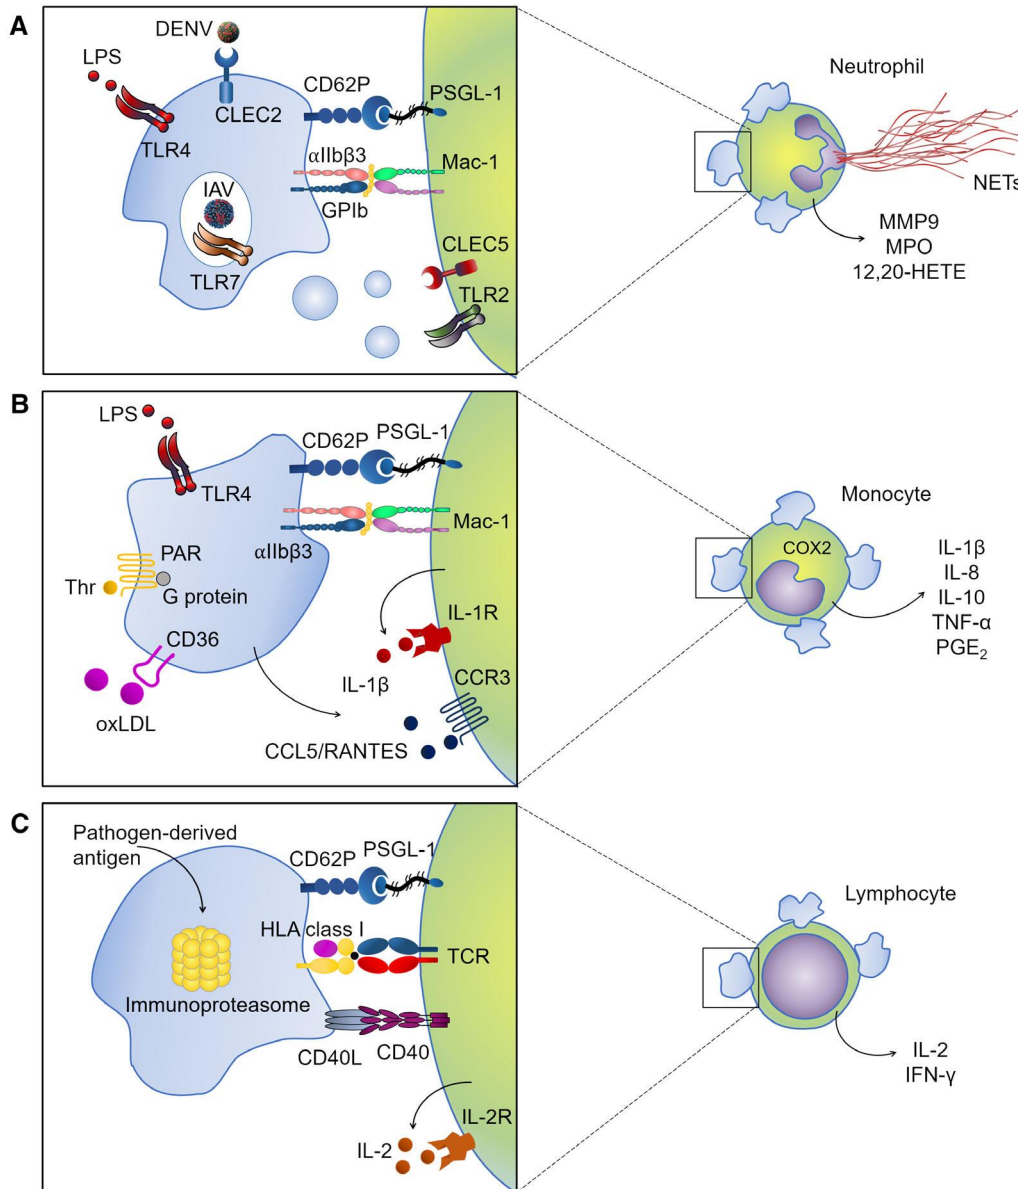 A
DENV
LPS
CLEC2
TLR4
CD62P
PSGL-1
αIIbβ3
Mac-1
GPIb
IAV
TLR7
CLEC5
TLR2
Neutrophil
NETs
MMP9
MPO
12,20-HETE
B
LPS
TLR4
CD62P
PSGL-1
Mac-1
αIIbβ3
PAR
Thr
G protein
CD36
oxLDL
IL-1R
IL-1β
CCR3
CCL5/RANTES
Monocyte
COX2
IL-1β
IL-8
IL-10
TNF-α
PGE₂
C
Pathogen-derived
antigen
CD62P
PSGL-1
HLA class I
TCR
Immunoproteasome
CD40L
CD40
IL-2R
IL-2
Lymphocyte
IL-2
IFN-γ